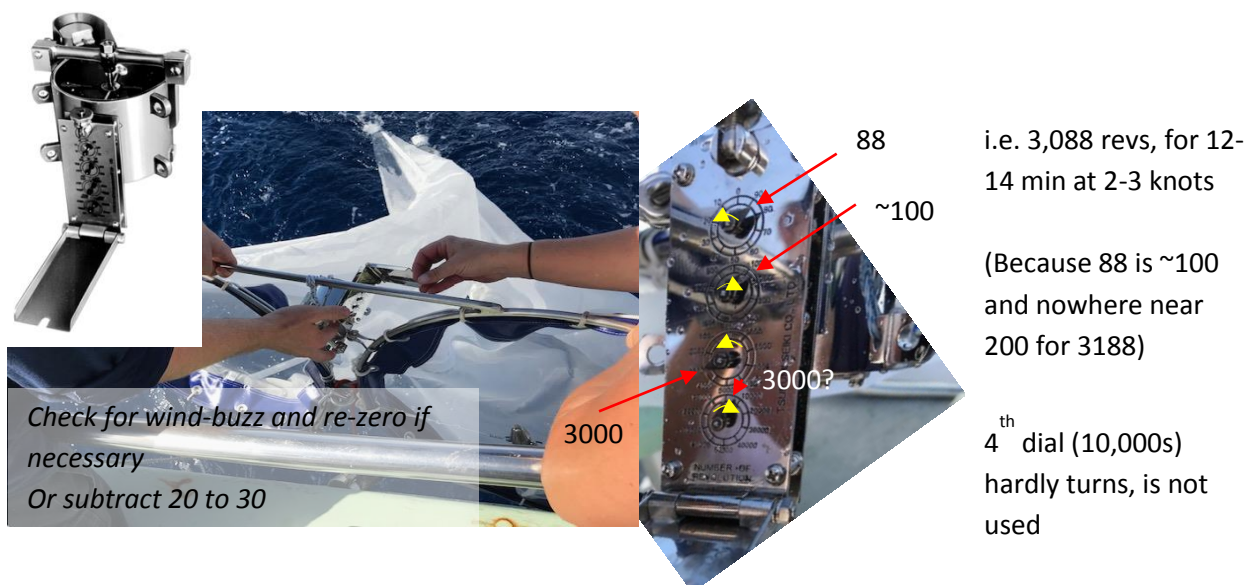 88
~100
3000?
3000
Check for wind-buzz and re-zero if
necessary
Or subtract 20 to 30
NUMBER OF
REVOLUTION
i.e. 3,088 revs, for 12-
14 min at 2-3 knots
(Because 88 is ~100
and nowhere near
200 for 3188)
4th dial (10,000s)
hardly turns, is not
used